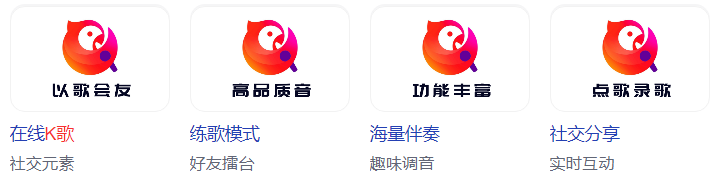 以歌会友
高品质音
功能丰富
点歌录歌
在线K歌
练歌模式
海量伴奏
社交分享
社交元素
好友擂台
趣味调音
实时互动